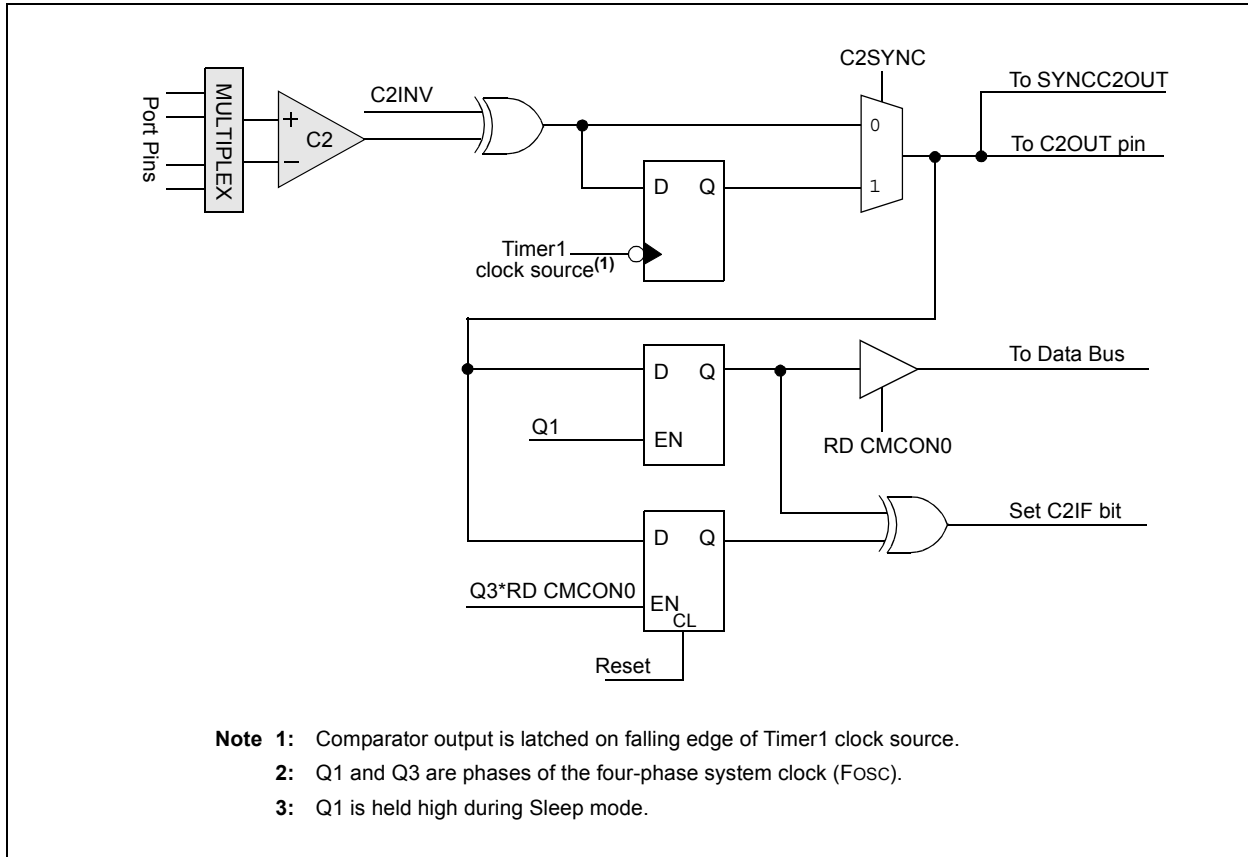 C2SYNC
To SYNCC2OUT
Port Pins
MULTIPLEX
C2INV
+
C2
−
0
To C2OUT pin
D Q
1
Timer1
clock source(1)
D Q
To Data Bus
Q1
EN
RD CMCON0
Set C2IF bit
D Q
Q3*RD CMCON0
EN
CL
Reset
Note 1: Comparator output is latched on falling edge of Timer1 clock source.
2: Q1 and Q3 are phases of the four-phase system clock (FOSC).
3: Q1 is held high during Sleep mode.